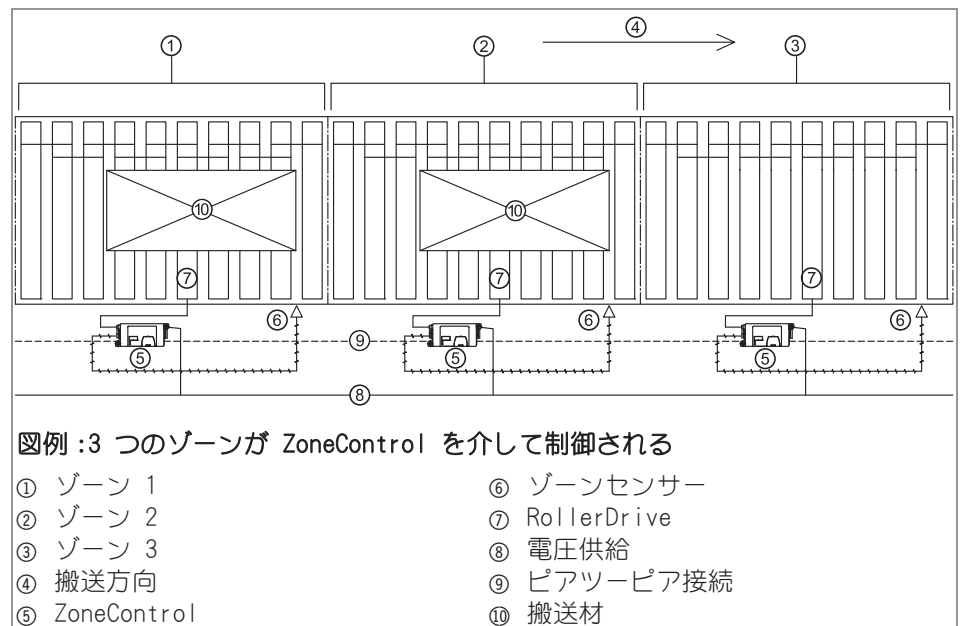 ① ② ④ ③
⑩ ⑩
⑦ ⑦ ⑦
⑥ ⑥ ⑥
⑨
⑤ ⑤ ⑤
⑧
図例:3 つのゾーンが ZoneControl を介して制御される
① ゾーン 1
② ゾーン 2
③ ゾーン 3
④ 搬送方向
⑤ ZoneControl
⑥ ゾーンセンサー
⑦ RollerDrive
⑧ 電圧供給
⑨ ピアツーピア接続
⑩ 搬送材